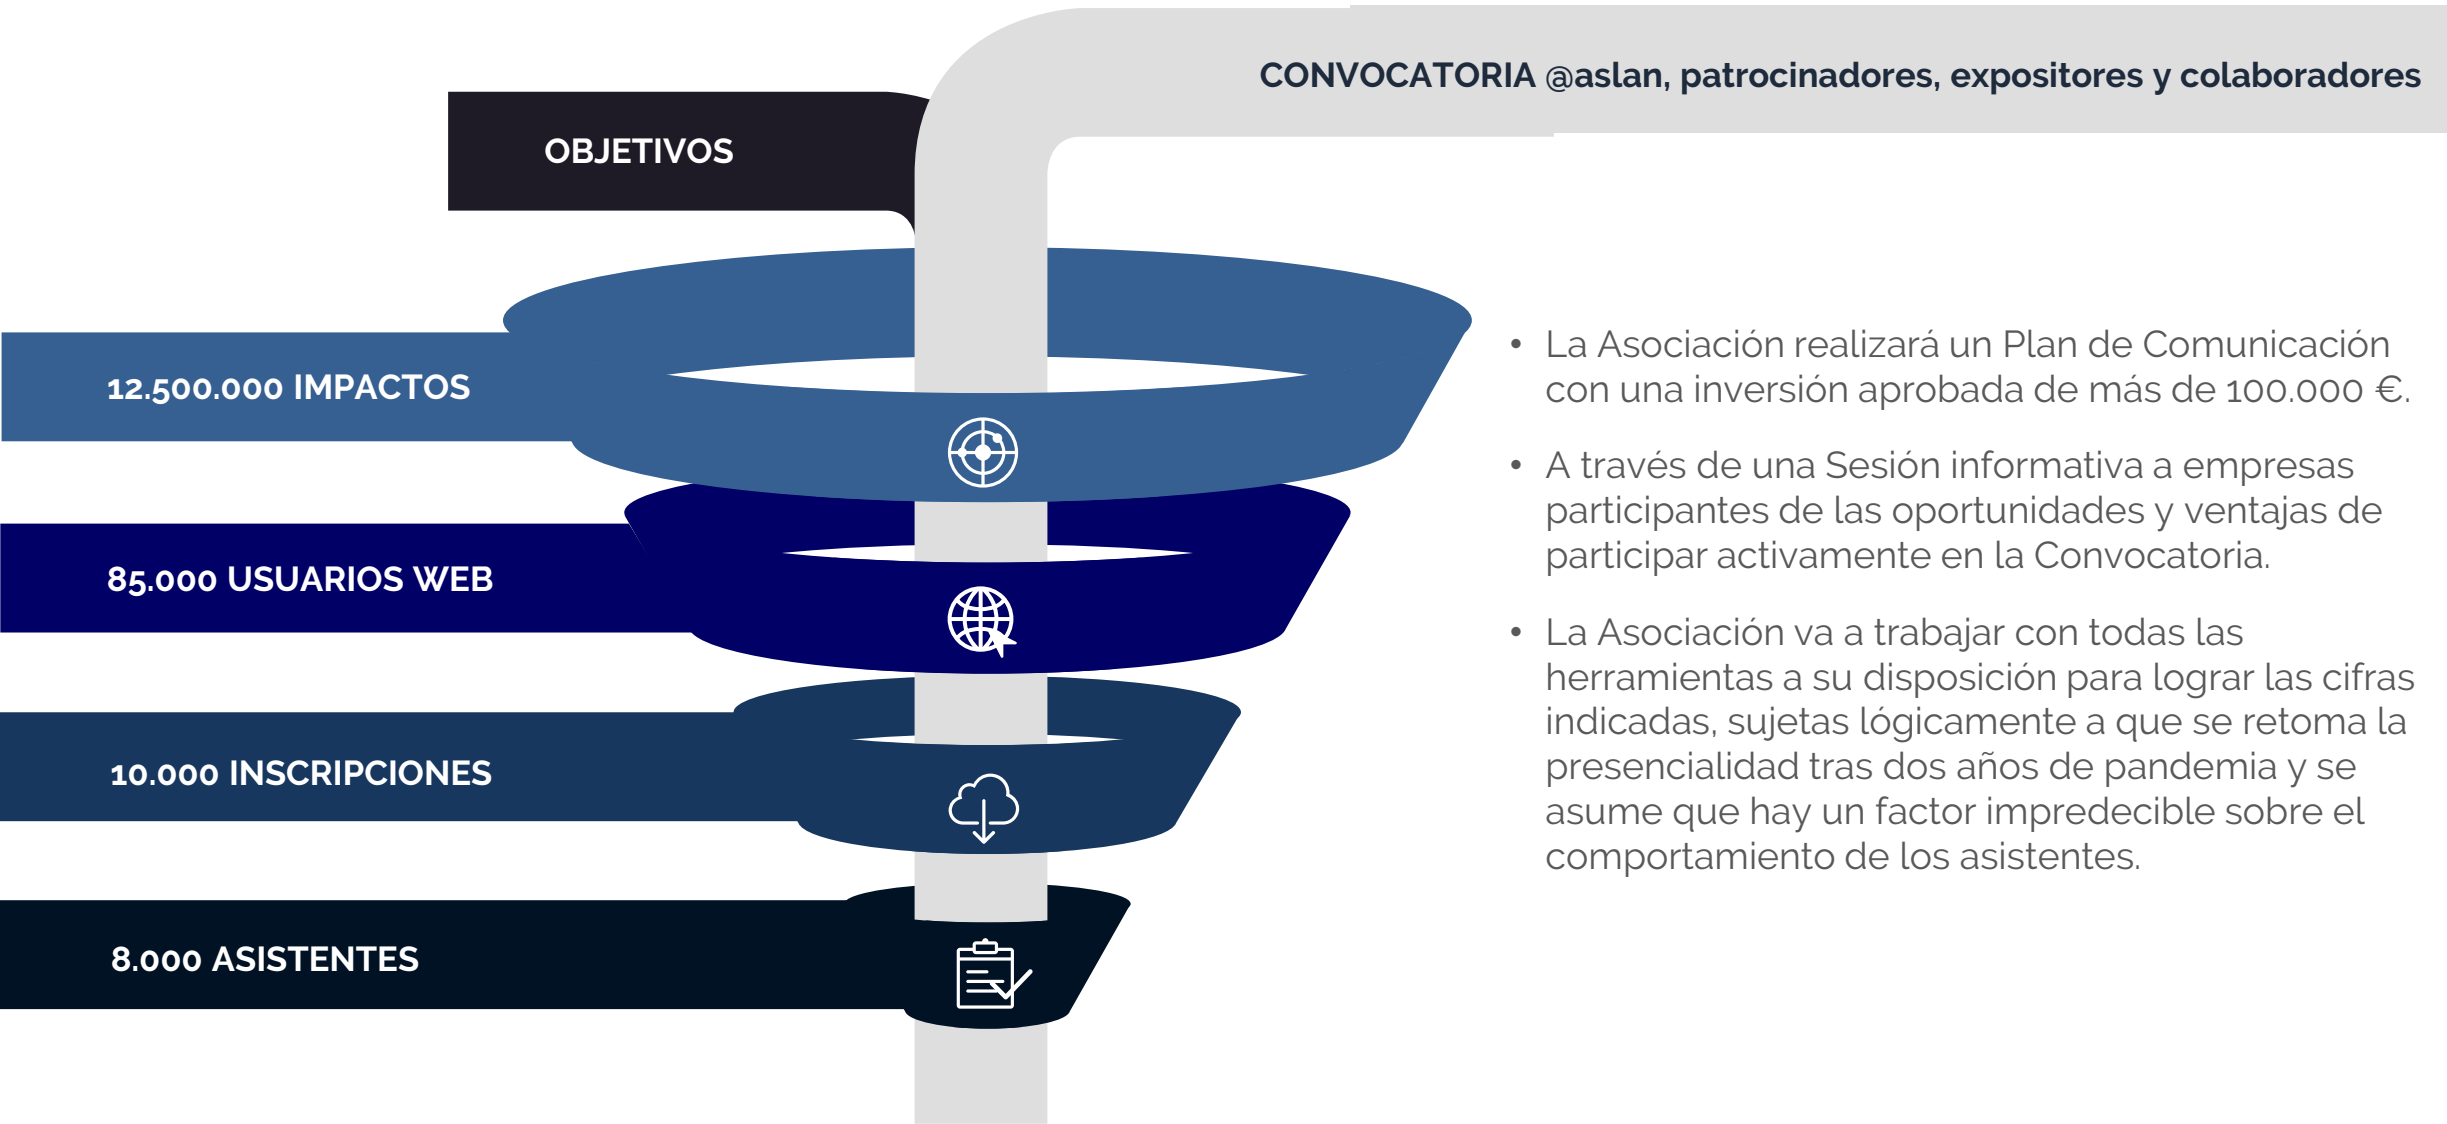 CONVOCATORIA @aslan, patrocinadores, expositores y colaboradores
OBJETIVOS
12.500.000 IMPACTOS
85.000 USUARIOS WEB
10.000 INSCRIPCIONES
8.000 ASISTENTES
• La Asociación realizará un Plan de Comunicación
con una inversión aprobada de más de 100.000 €.
• A través de una Sesión informativa a empresas
participantes de las oportunidades y ventajas de
participar activamente en la Convocatoria.
• La Asociación va a trabajar con todas las
herramientas a su disposición para lograr las cifras
indicadas, sujetas lógicamente a que se retoma la
presencialidad tras dos años de pandemia y se
asume que hay un factor impredecible sobre el
comportamiento de los asistentes.